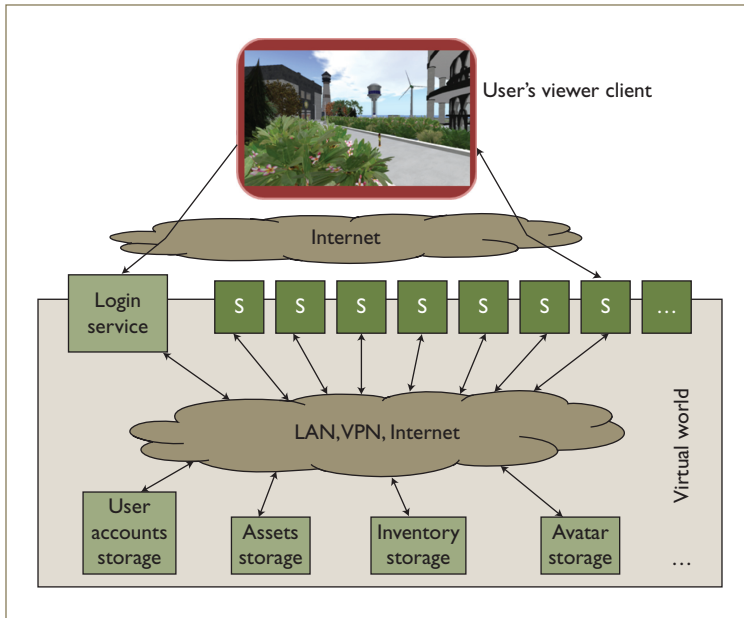 User's viewer client
Internet
Login
service
S
S
S
S
S
S
S
...
LAN, VPN, Internet
Virtual world
User
accounts
storage
Assets
storage
Inventory
storage
Avatar
storage
...